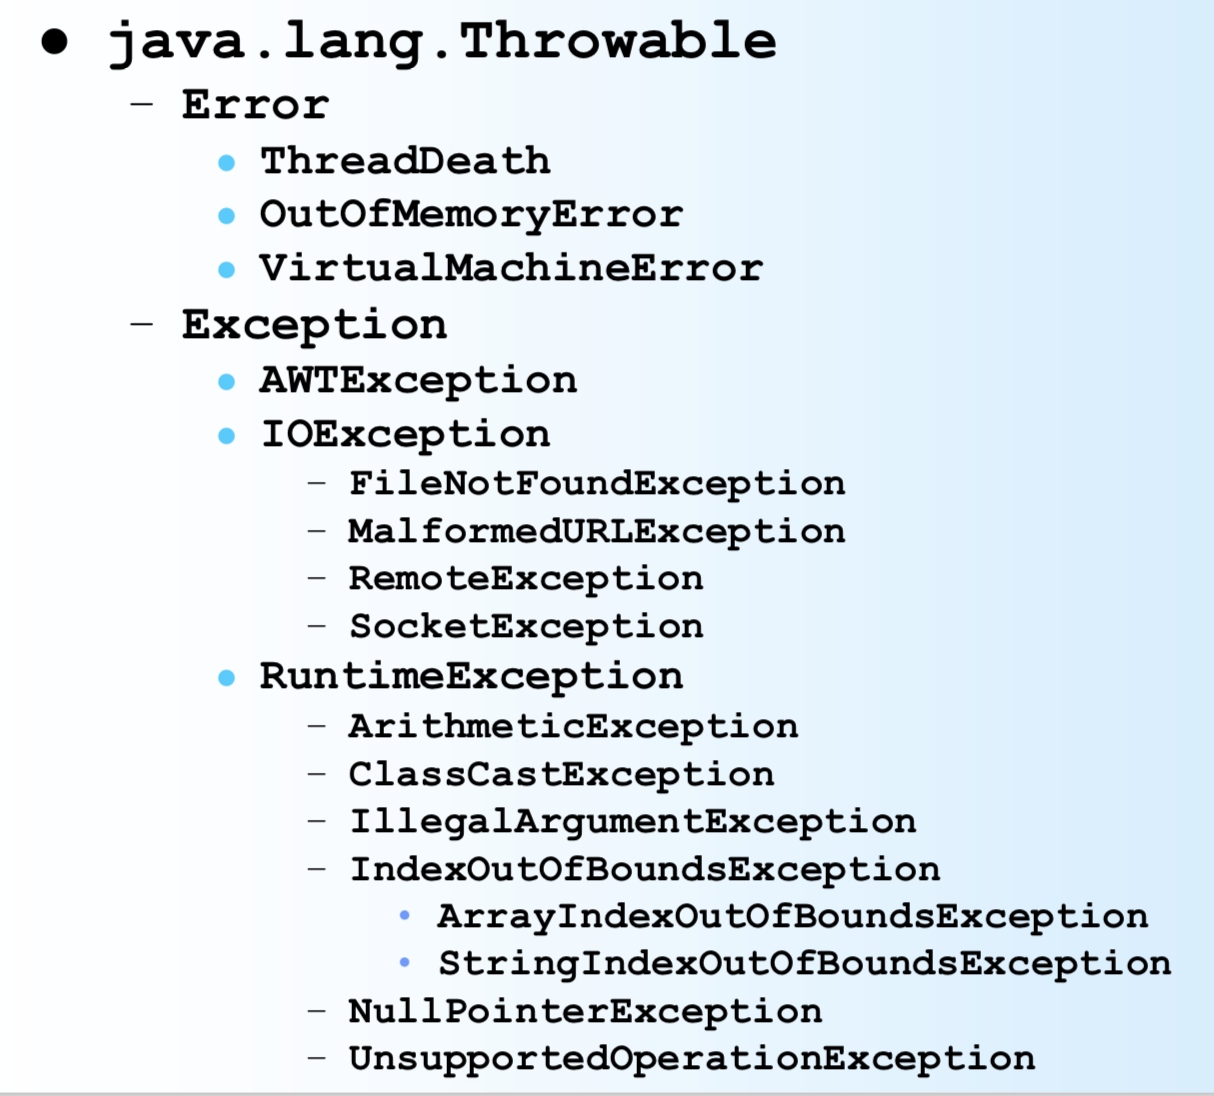 • java.lang.Throwable
– Error
• ThreadDeath
• OutOfMemoryError
• VirtualMachineError
– Exception
• AWTException
• IOException
– FileNotFoundException
– MalformedURLException
– RemoteException
– SocketException
• RuntimeException
– ArithmeticException
– ClassCastException
– IllegalArgumentException
– IndexOutOfBoundsException
• ArrayIndexOutOfBoundsException
• StringIndexOutOfBoundsException
– NullPointerException
– UnsupportedOperationException